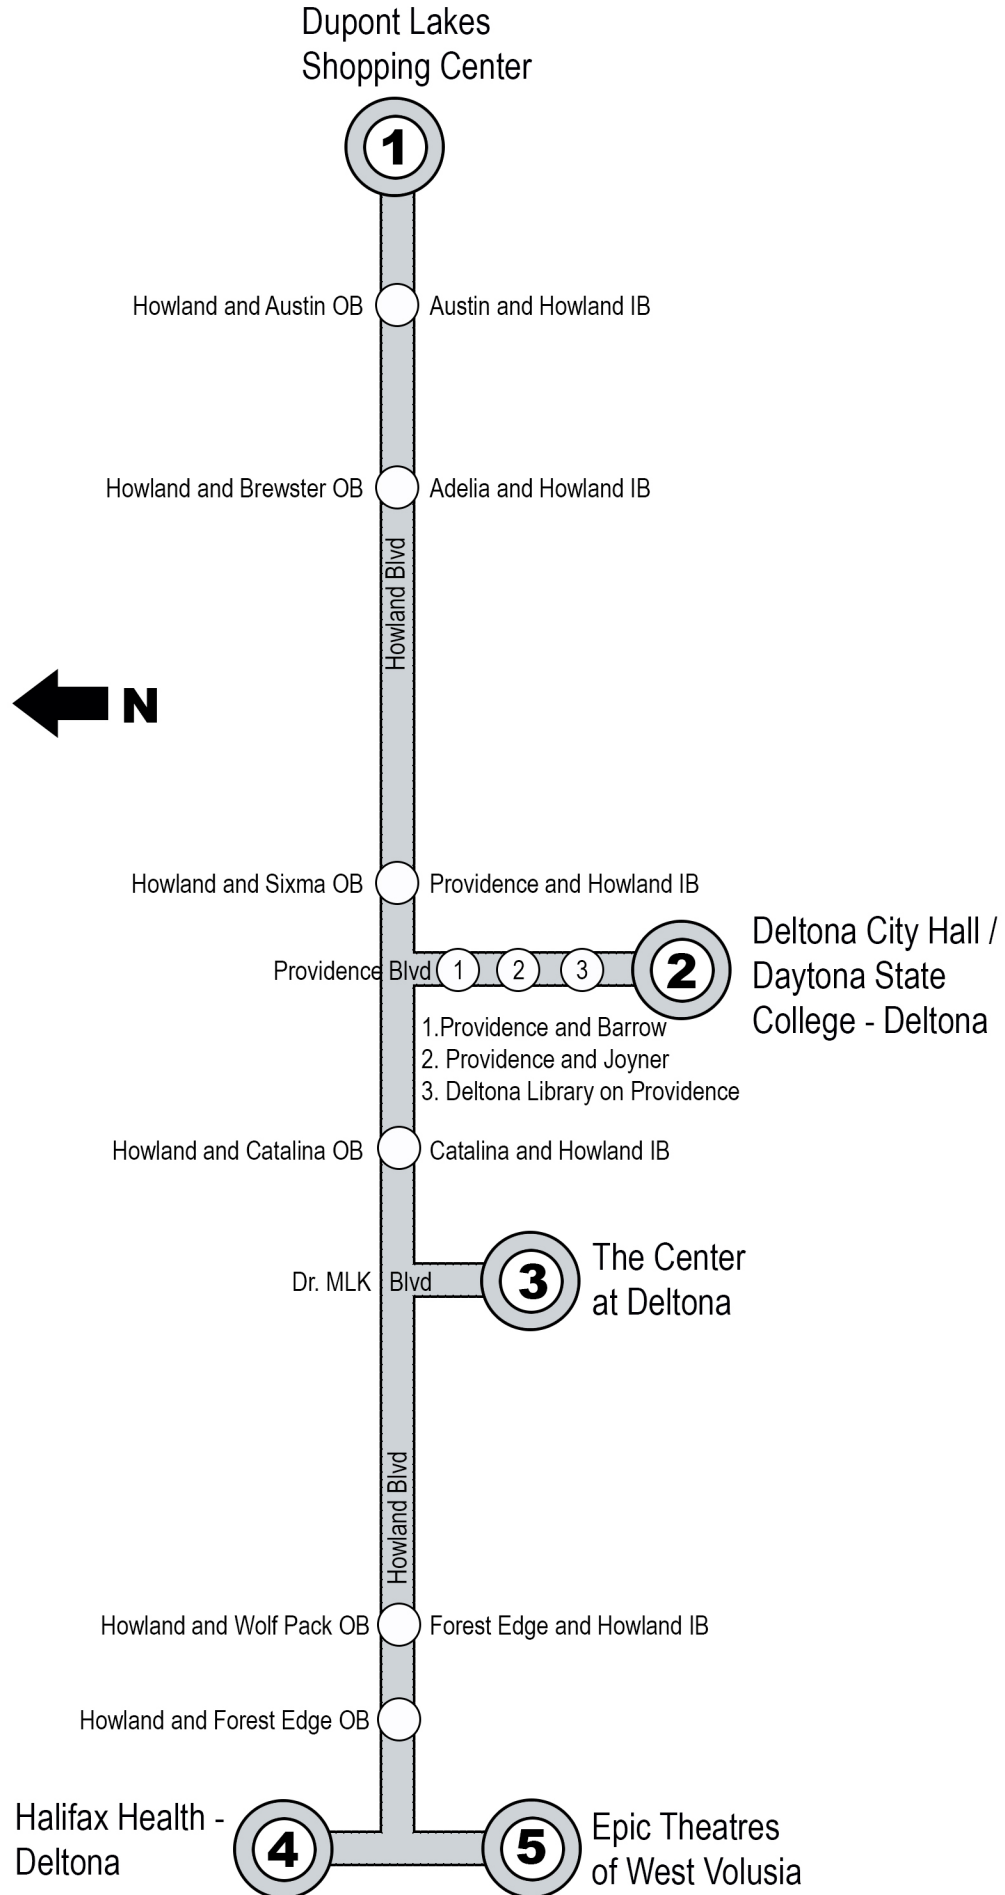 Dupont Lakes
Shopping Center
1
Howland and Austin OB
Austin and Howland IB
Howland and Brewster OB
Adelia and Howland IB
Howland Blvd
N
Howland and Sixma OB
Providence and Howland IB
Providence Blvd
1
2
3
2
Deltona City Hall /
Daytona State
College - Deltona
1.Providence and Barrow
2. Providence and Joyner
3. Deltona Library on Providence
Howland and Catalina OB
Catalina and Howland IB
Dr. MLK Blvd
3
The Center
at Deltona
Howland Blvd
Howland and Wolf Pack OB
Forest Edge and Howland IB
Howland and Forest Edge OB
Halifax Health -
Deltona
4
5
Epic Theatres
of West Volusia